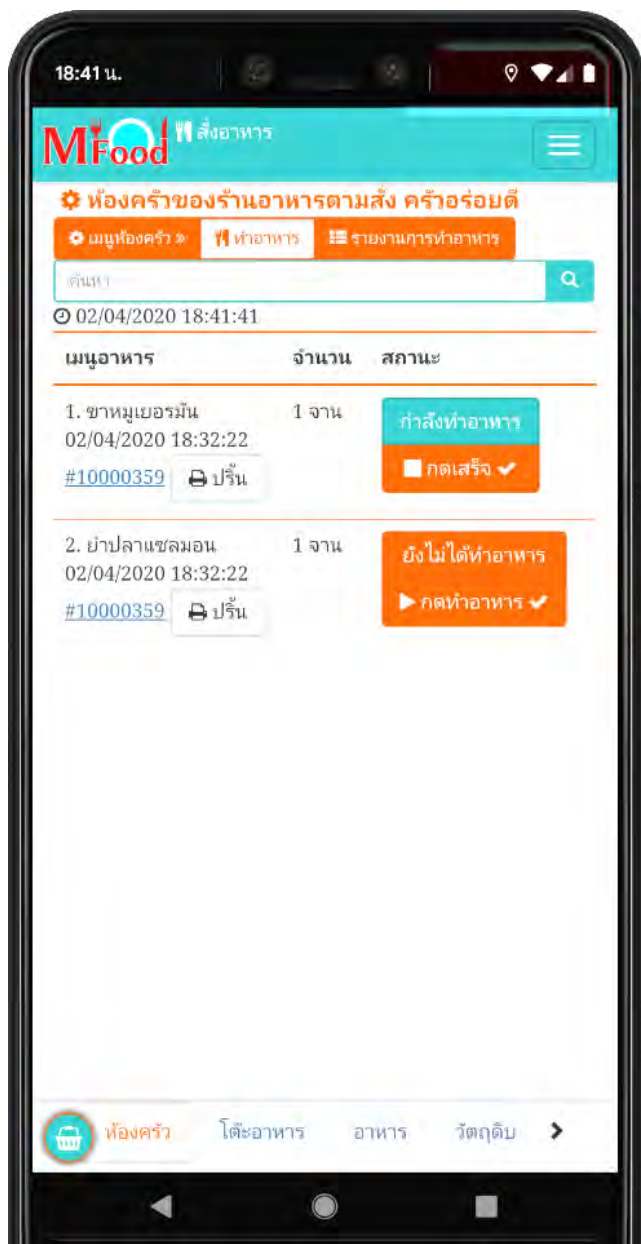 18:41 น.
MFood สั่งอาหาร
ห้องครัวของร้านอาหารตามสั่ง ครัวอร่อยดี
เมนูห้องครัว » ทำอาหาร รายงานการทำอาหาร
ค้นหา
02/04/2020 18:41:41
เมนูอาหาร จำนวน สถานะ
1. ขาหมูเยอรมัน 1 จาน กำลังทำอาหาร
02/04/2020 18:32:22
#10000359 ปริ้น กดเสร็จ
2. ยำปลาแซลมอน 1 จาน ยังไม่ได้ทำอาหาร
02/04/2020 18:32:22
#10000359 ปริ้น กดทำอาหาร
ห้องครัว โต๊ะอาหาร อาหาร วัตถุดิบ